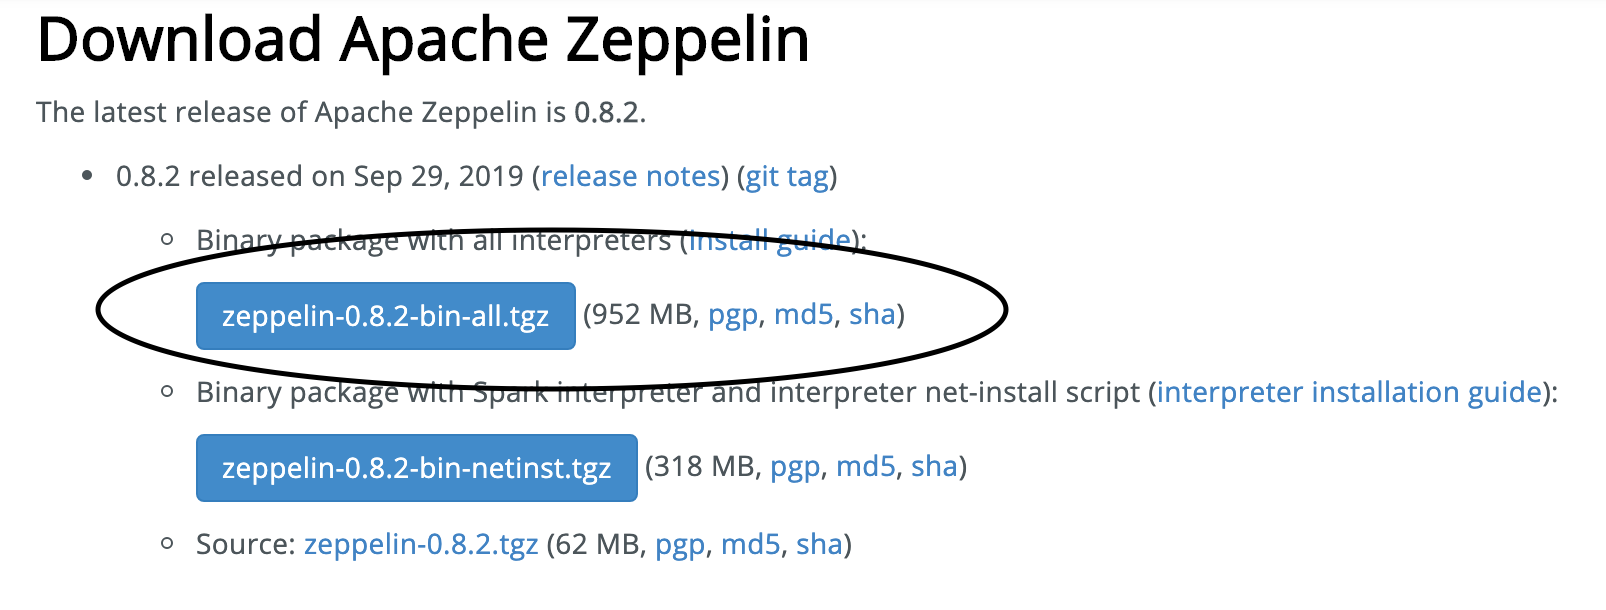 Download Apache Zeppelin
The latest release of Apache Zeppelin is 0.8.2.
0.8.2 released on Sep 29, 2019 (release notes) (git tag)
Binary package with all interpreters (install guide):
zeppelin-0.8.2-bin-all.tgz (952 MB, pgp, md5, sha)
Binary package with Spark interpreter and interpreter net-install script (interpreter installation guide):
zeppelin-0.8.2-bin-netinst.tgz (318 MB, pgp, md5, sha)
Source: zeppelin-0.8.2.tgz (62 MB, pgp, md5, sha)